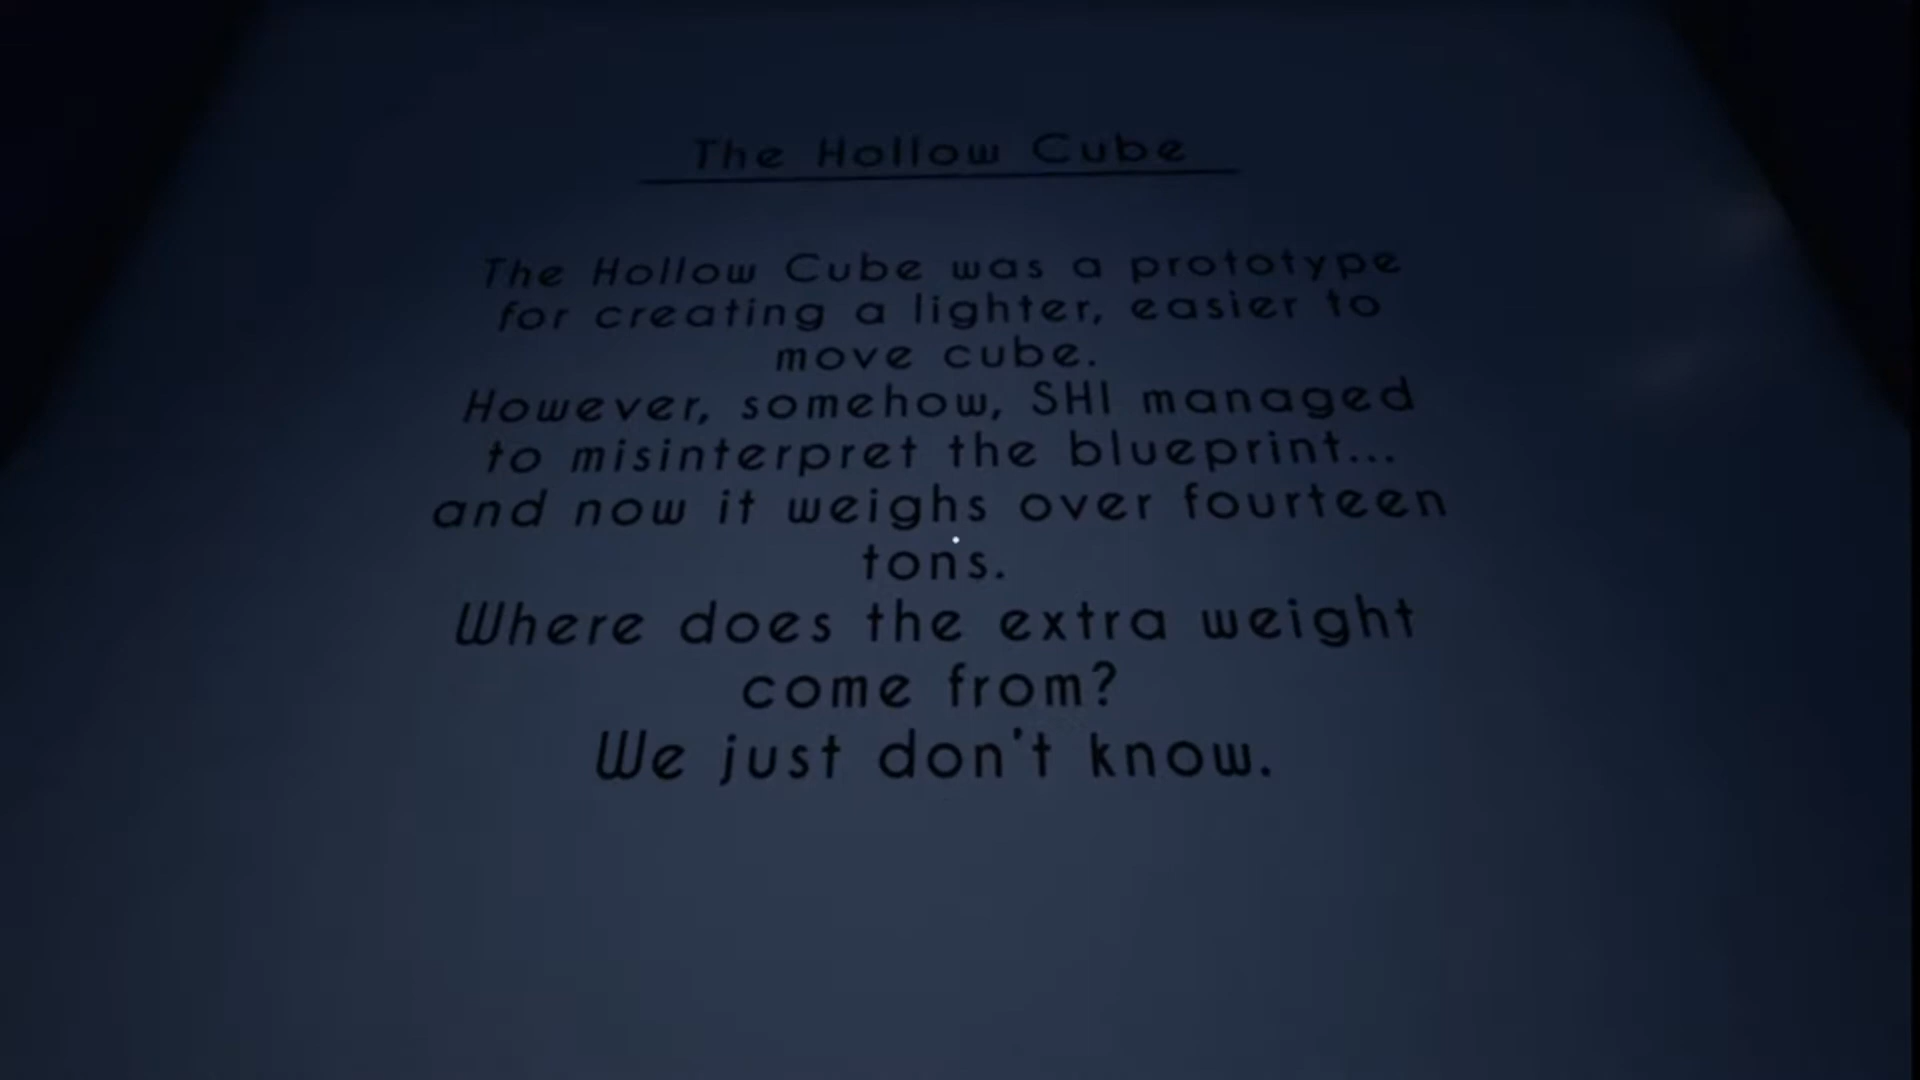 The Hollow Cube
The Hollow Cube was a prototype
for creating a lighter, easier to
move cube.
However, somehow, SHI managed
to misinterpret the blueprint...
and now it weighs over fourteen
tons.
Where does the extra weight
come from?
We just don't know.